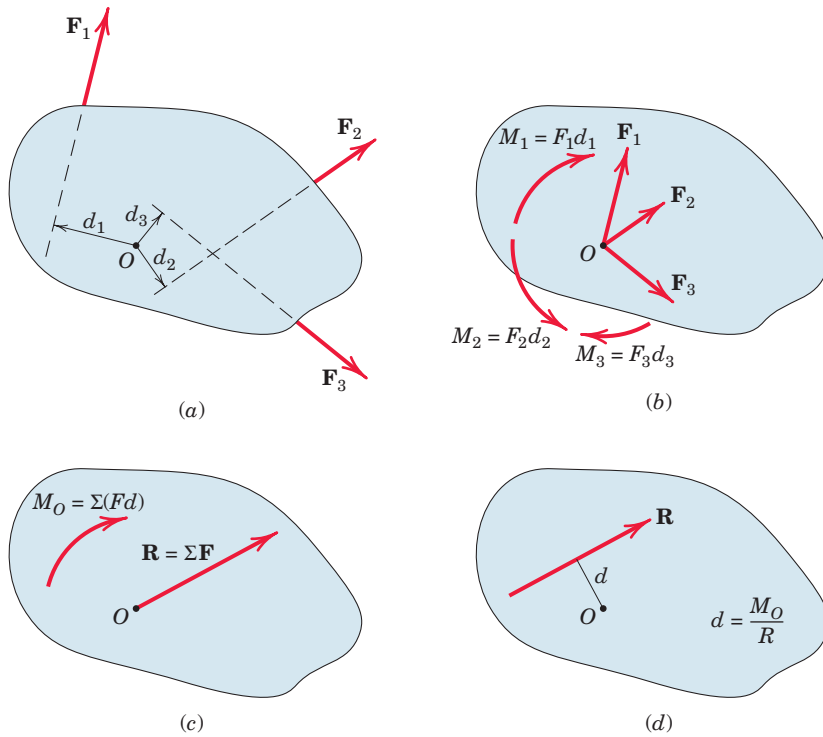 F1
F2
d1
d3
d2
O
F3
(a)
M1 = F1d1
F1
F2
O
F3
M2 = F2d2
M3 = F3d3
(b)
MO = Σ(Fd)
R = ΣF
O
(c)
R
d
O
d = MO/R
(d)